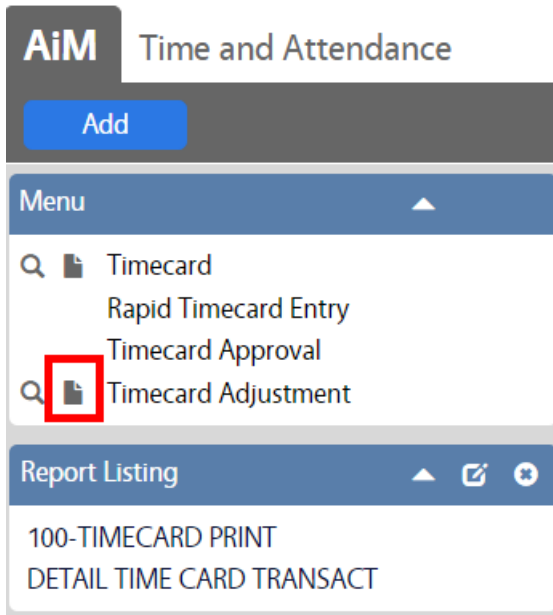 AiM Time and Attendance
Add
Menu
Timecard
Rapid Timecard Entry
Timecard Approval
Timecard Adjustment
Report Listing
100-TIMECARD PRINT
DETAIL TIME CARD TRANSACT